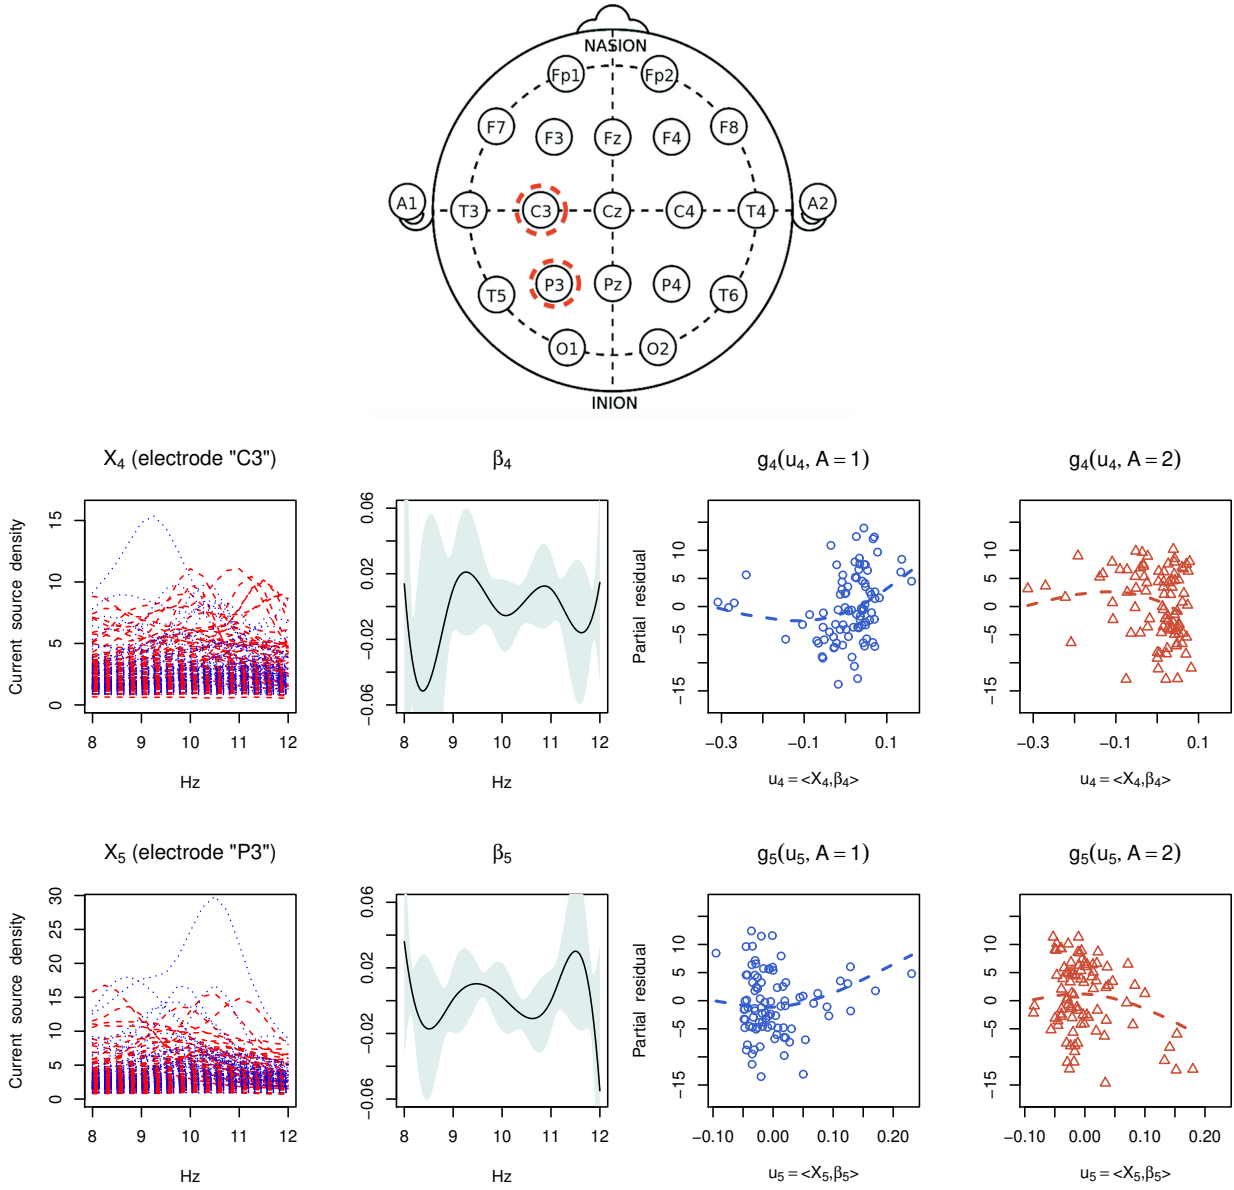 NASION
Fp1 Fp2
F7 F3 Fz F4 F8
A1 T3 C3 Cz C4 T4 A2
T5 P3 Pz P4 T6
O1 O2
INION
X4 (electrode "C3")
Current source density
0 5 10 15
8 9 10 11 12
Hz
β4
−0.06 −0.02 0.02 0.06
8 9 10 11 12
Hz
g4(u4, A = 1)
Partial residual
−15 −5 0 5 10
−0.3 −0.1 0.1
u4 = <X4,β4>
g4(u4, A = 2)
−15 −5 0 5 10
−0.3 −0.1 0.1
u4 = <X4,β4>
X5 (electrode "P3")
Current source density
0 5 10 15 20 25 30
8 9 10 11 12
Hz
β5
−0.06 −0.02 0.02 0.06
8 9 10 11 12
Hz
g5(u5, A = 1)
Partial residual
−15 −5 0 5 10
−0.10 0.00 0.10 0.20
u5 = <X5,β5>
g5(u5, A = 2)
−15 −5 0 5 10
−0.10 0.00 0.10 0.20
u5 = <X5,β5>